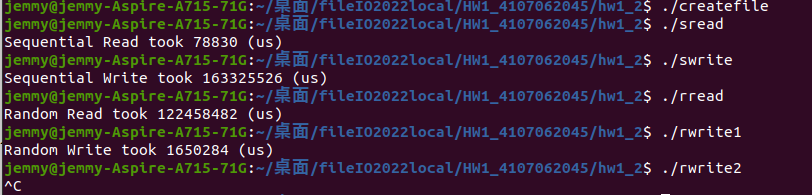 jemmy@jemmy-Aspire-A715-71G:~/桌面/fileIO2022local/HW1_4107062045/hw1_2$ ./createfile
jemmy@jemmy-Aspire-A715-71G:~/桌面/fileIO2022local/HW1_4107062045/hw1_2$ ./sread
Sequential Read took 78830 (us)
jemmy@jemmy-Aspire-A715-71G:~/桌面/fileIO2022local/HW1_4107062045/hw1_2$ ./swrite
Sequential Write took 163325526 (us)
jemmy@jemmy-Aspire-A715-71G:~/桌面/fileIO2022local/HW1_4107062045/hw1_2$ ./rread
Random Read took 122458482 (us)
jemmy@jemmy-Aspire-A715-71G:~/桌面/fileIO2022local/HW1_4107062045/hw1_2$ ./rwrite1
Random Write took 1650284 (us)
jemmy@jemmy-Aspire-A715-71G:~/桌面/fileIO2022local/HW1_4107062045/hw1_2$ ./rwrite2
^C